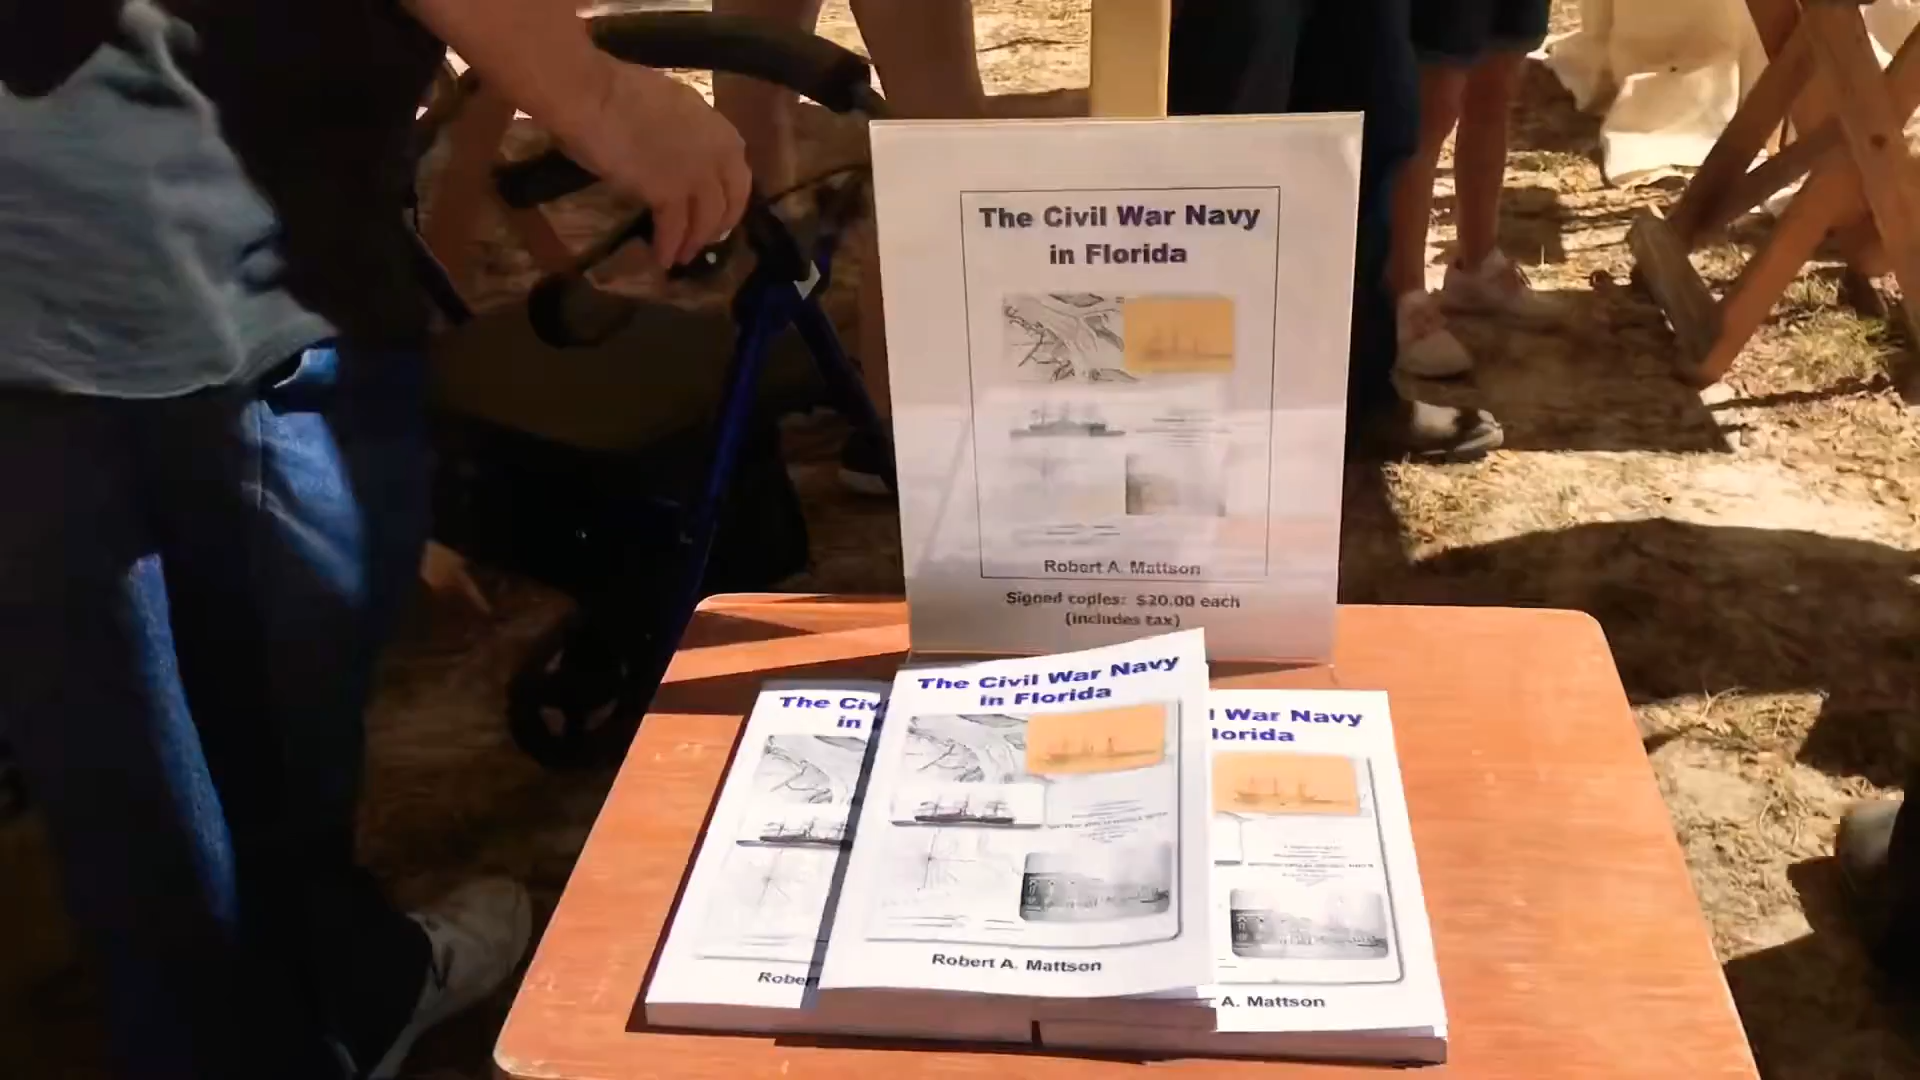 The Civil War Navy
in Florida
Robert A. Mattson
Signed copies: $20.00 each
(includes tax)
The Civil War Navy
in Florida
Robert A. Mattson
The Civ
in
Rober
l War Navy
lorida
A. Mattson